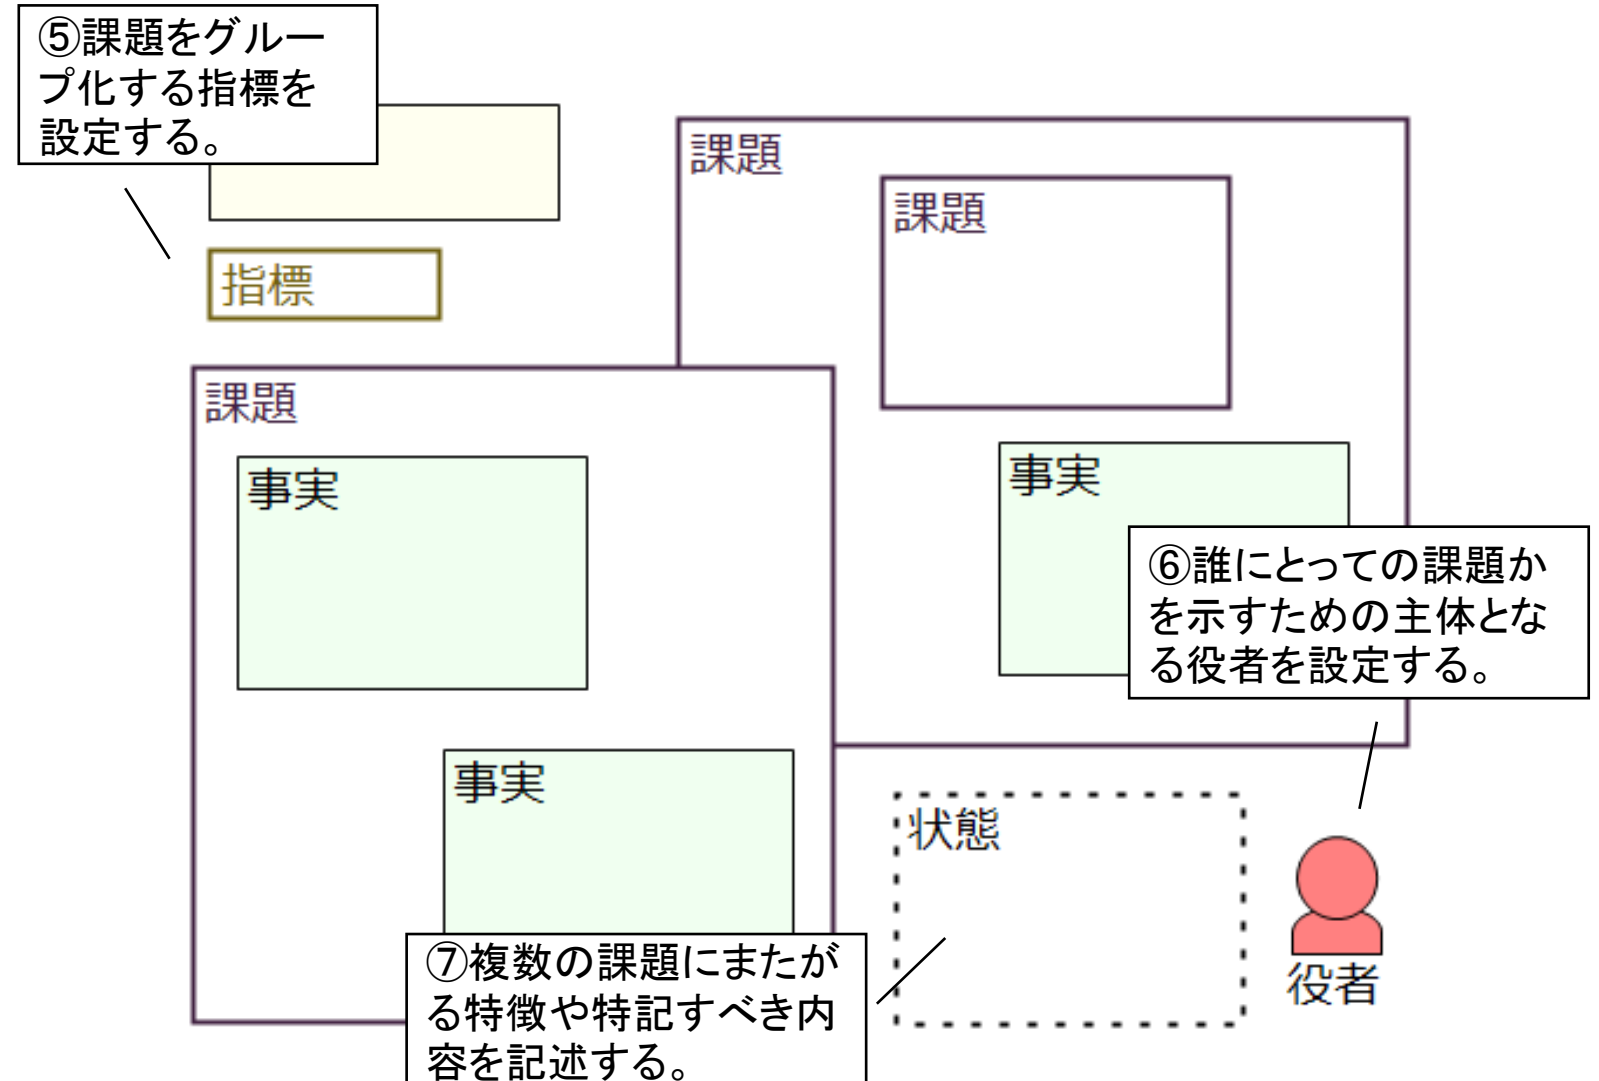 ⑤課題をグルー
プ化する指標を
設定する。
課題
課題
指標
課題
事実
事実
⑥誰にとっての課題か
を示すための主体とな
る役者を設定する。
事実
状態
役者
⑦複数の課題にまたが
る特徴や特記すべき内
容を記述する。